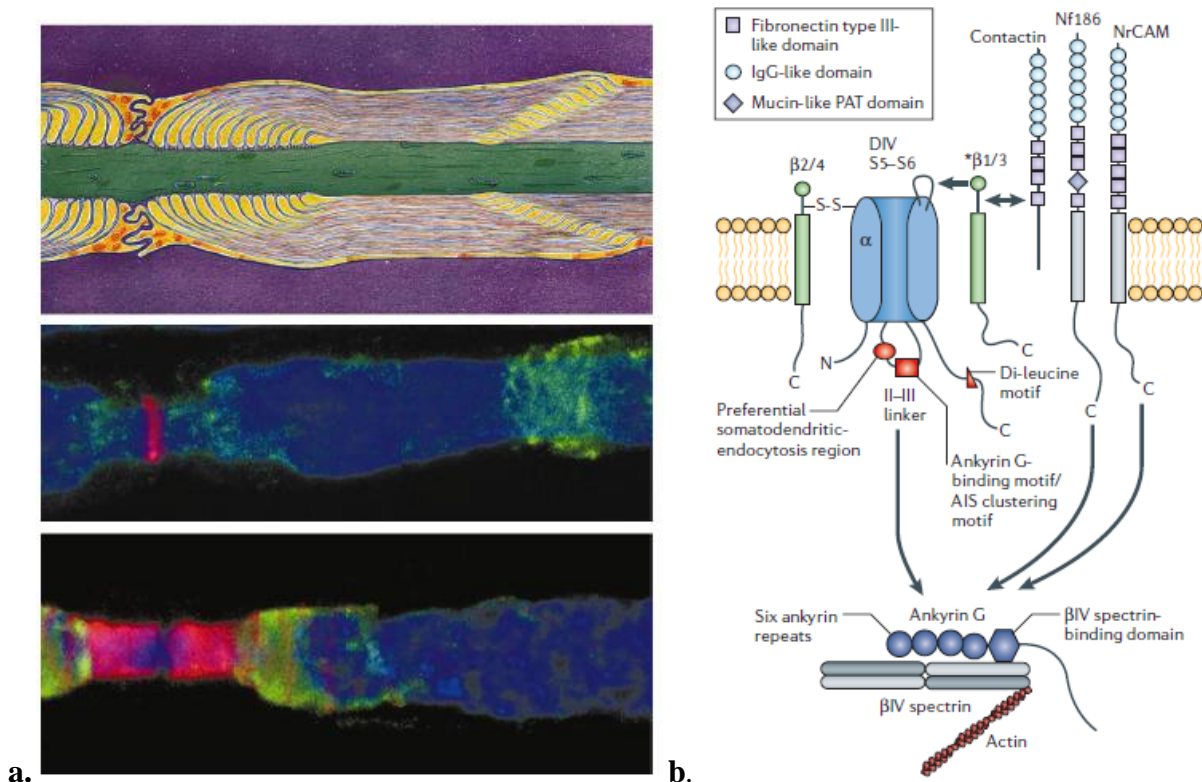 Fibronectin type III-
like domain
IgG-like domain
Mucin-like PAT domain
Contactin
Nf186
NrCAM
DIV
S5–S6
β2/4
*β1/3
S-S
α
N
C
C
C
C
C
Di-leucine
motif
II–III
linker
Preferential
somatodendritic-
endocytosis region
Ankyrin G-
binding motif/
AIS clustering
motif
Six ankyrin
repeats
Ankyrin G
βIV spectrin-
binding domain
βIV spectrin
Actin
a.
b.